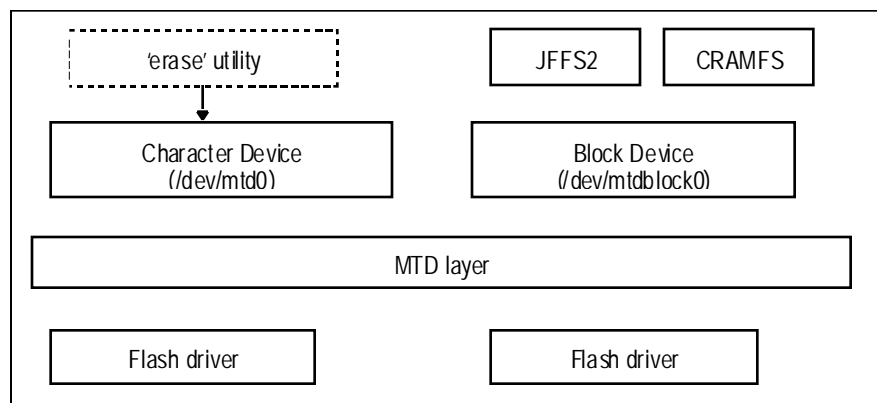 ‘erase’ utility
JFFS2
CRAMFS
Character Device
(/dev/mtd0)
Block Device
(/dev/mtdblock0)
MTD layer
Flash driver
Flash driver